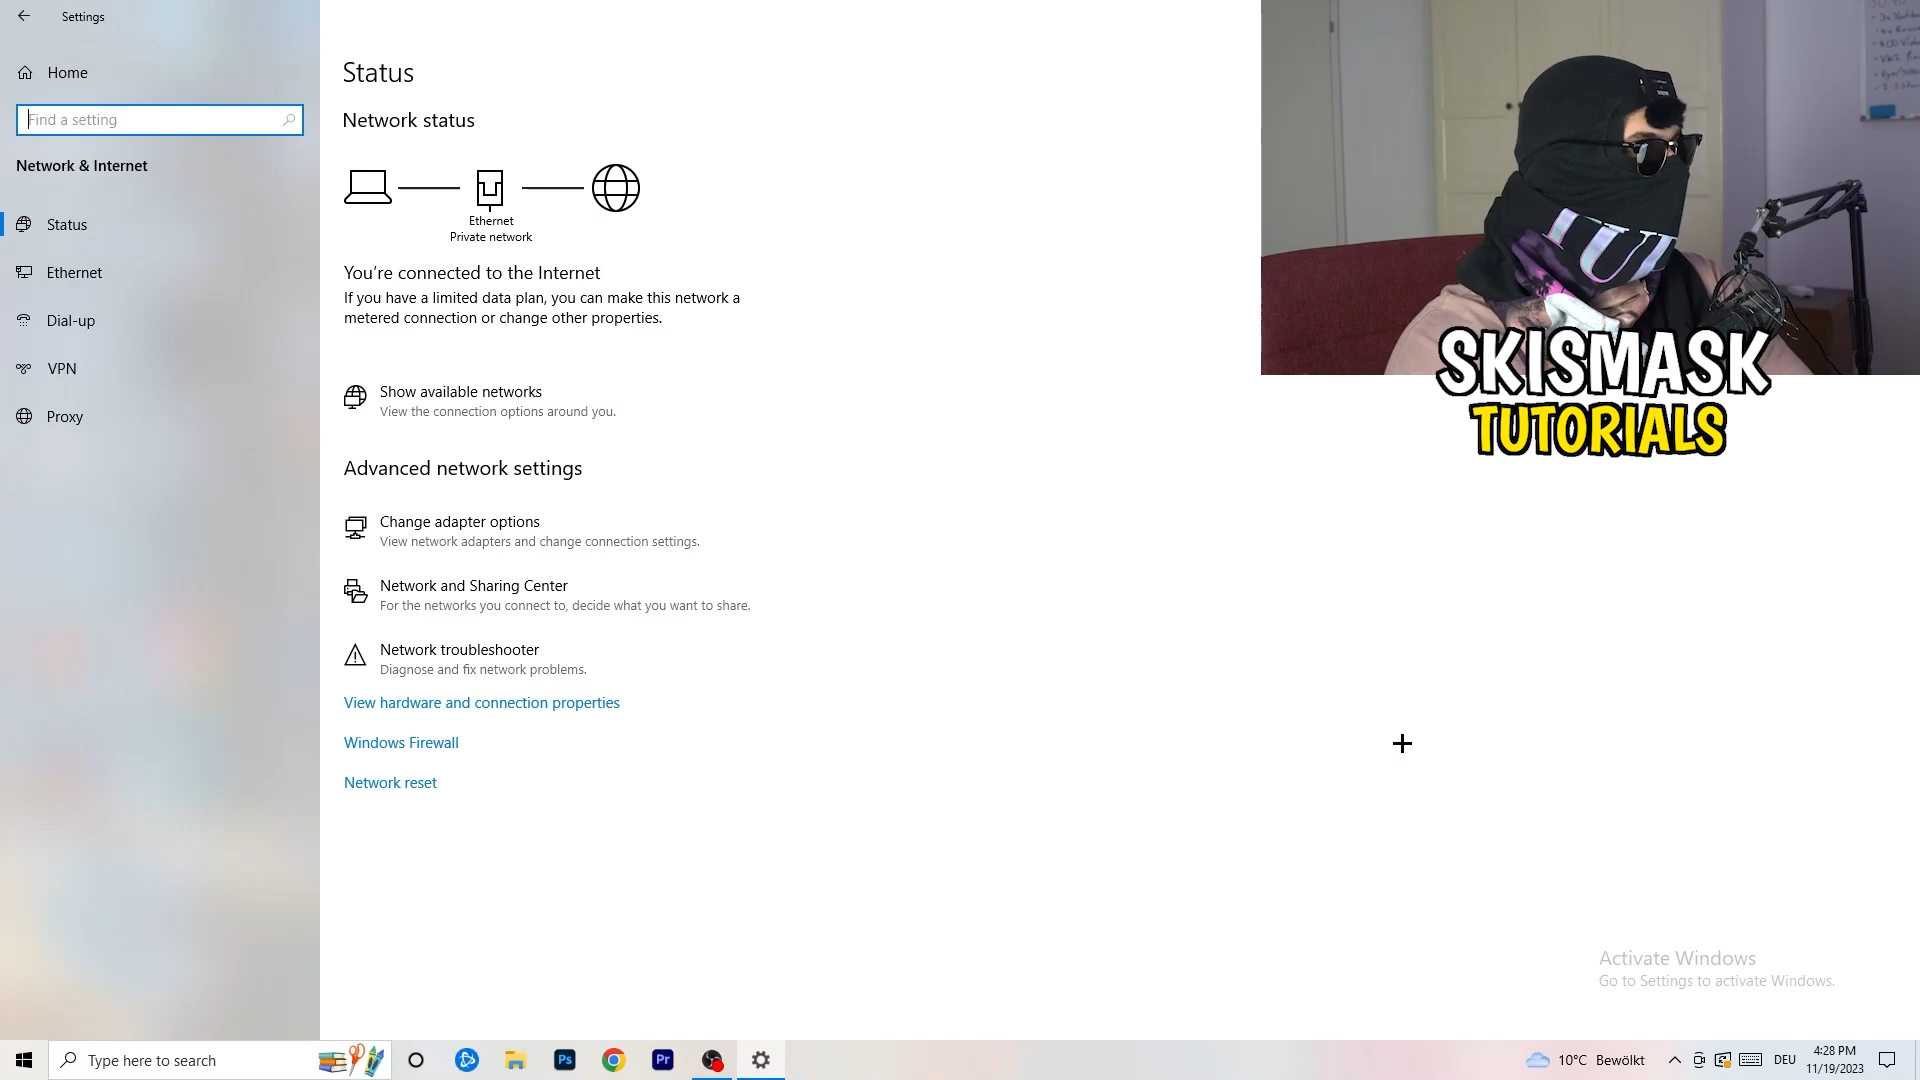 Settings
Home
Find a setting
Network & Internet
Status
Ethernet
Dial-up
VPN
Proxy
Status
Network status
Ethernet
Private network
You're connected to the Internet
If you have a limited data plan, you can make this network a
metered connection or change other properties.
Show available networks
View the connection options around you.
Advanced network settings
Change adapter options
View network adapters and change connection settings.
Network and Sharing Center
For the networks you connect to, decide what you want to share.
Network troubleshooter
Diagnose and fix network problems.
View hardware and connection properties
Windows Firewall
Network reset
SKISMASK
TUTORIALS
Activate Windows
Go to Settings to activate Windows.
Type here to search
Ps
Pr
10°C Bewölkt
DEU
4:28 PM
11/19/2023